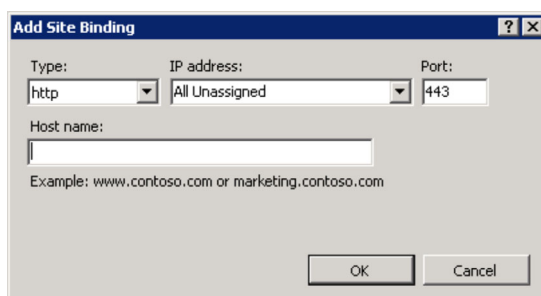 Add Site Binding
Type: IP address: Port:
http All Unassigned 443
Host name:
Example: www.contoso.com or marketing.contoso.com
OK Cancel